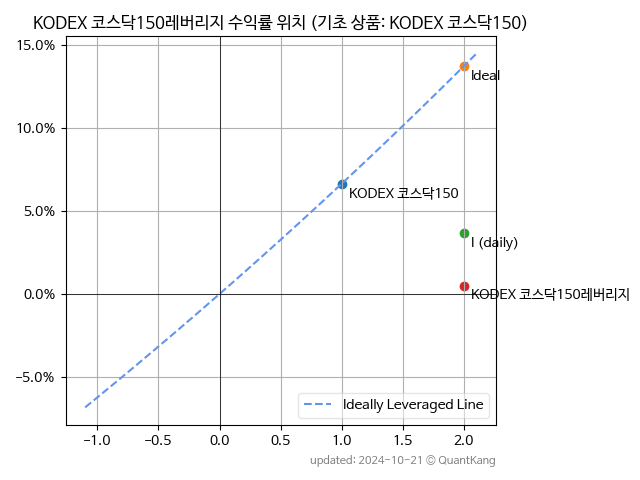 KODEX 코스닥150레버리지 수익률 위치 (기초 상품: KODEX 코스닥150)
15.0%
10.0%
5.0%
0.0%
−5.0%
Ideal
KODEX 코스닥150
I (daily)
KODEX 코스닥150레버리지
Ideally Leveraged Line
−1.0 −0.5 0.0 0.5 1.0 1.5 2.0
updated: 2024-10-21 © QuantKang